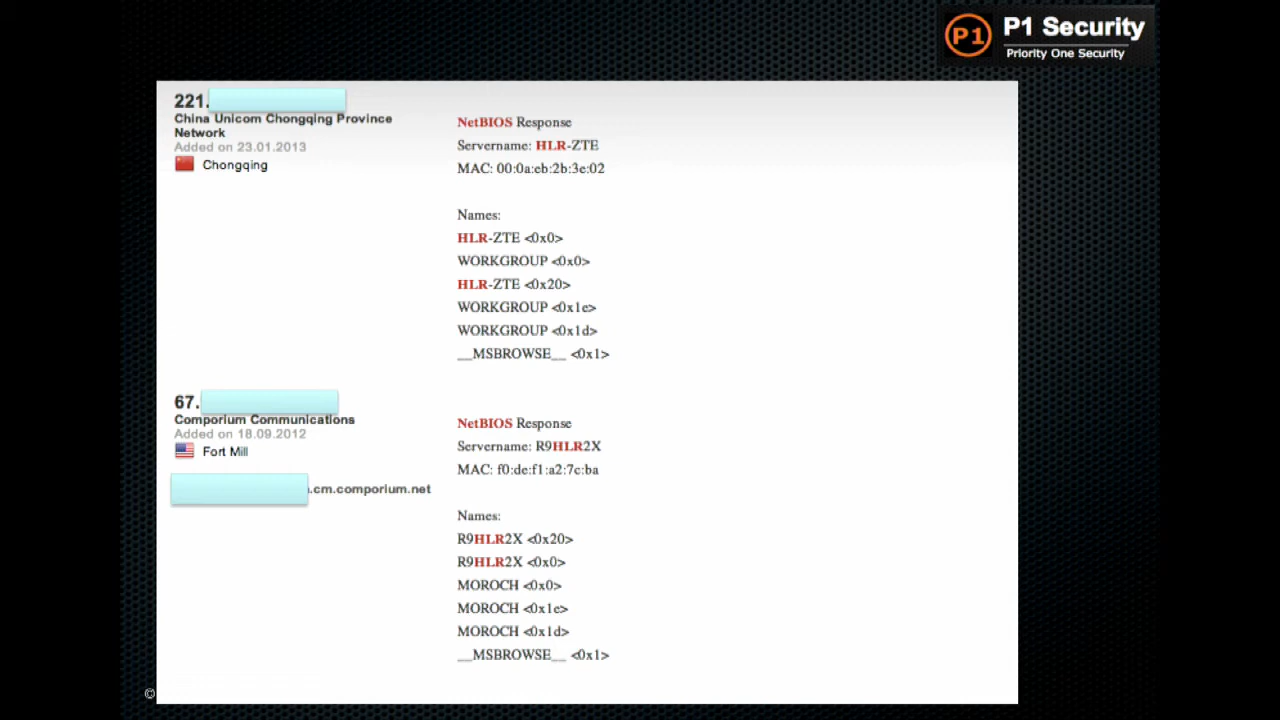 P1 P1 Security
Priority One Security
221.
China Unicom Chongqing Province
Network
Added on 23.01.2013
Chongqing
NetBIOS Response
Servername: HLR-ZTE
MAC: 00:0a:eb:2b:3e:02
Names:
HLR-ZTE <0x0>
WORKGROUP <0x0>
HLR-ZTE <0x20>
WORKGROUP <0x1e>
WORKGROUP <0x1d>
__MSBROWSE__ <0x1>
67.
Comporium Communications
Added on 18.09.2012
Fort Mill
.cm.comporium.net
NetBIOS Response
Servername: R9HLR2X
MAC: f0:de:f1:a2:7c:ba
Names:
R9HLR2X <0x20>
R9HLR2X <0x0>
MOROCH <0x0>
MOROCH <0x1e>
MOROCH <0x1d>
__MSBROWSE__ <0x1>
©